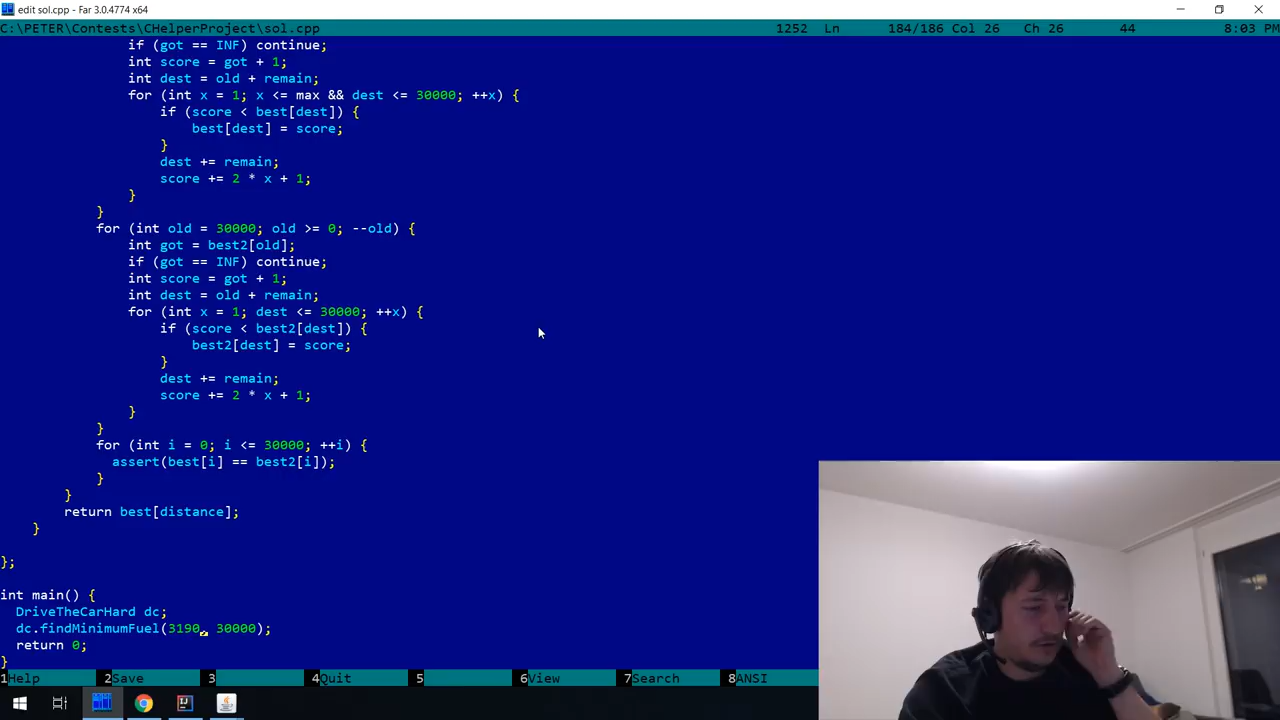 edit sol.cpp - Far 3.0.4774 x64
C:\PETER\Contests\CHelperProject\sol.cpp 1252 Ln 184/186 Col 26 Ch 26 44 8:03 PM
if (got == INF) continue;
int score = got + 1;
int dest = old + remain;
for (int x = 1; x <= max && dest <= 30000; ++x) {
if (score < best[dest]) {
best[dest] = score;
}
dest += remain;
score += 2 * x + 1;
}
}
for (int old = 30000; old >= 0; --old) {
int got = best2[old];
if (got == INF) continue;
int score = got + 1;
int dest = old + remain;
for (int x = 1; dest <= 30000; ++x) {
if (score < best2[dest]) {
best2[dest] = score;
}
dest += remain;
score += 2 * x + 1;
}
}
for (int i = 0; i <= 30000; ++i) {
assert(best[i] == best2[i]);
}
}
return best[distance];
}
};
int main() {
DriveTheCarHard dc;
dc.findMinimumFuel(3190, 30000);
return 0;
}
1Help 2Save 3 4Quit 5 6View 7Search 8ANSI